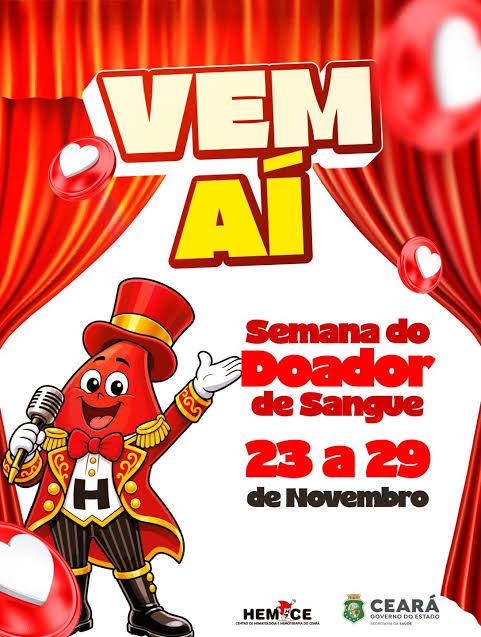 VEM
AÍ
Semana do
Doador
de Sangue
23 a 29
de Novembro
H
HEMOCE
CENTRO DE HEMATOLOGIA E HEMOTERAPIA DO CEARÁ
CEARÁ
GOVERNO DO ESTADO
SECRETARIA DA SAÚDE